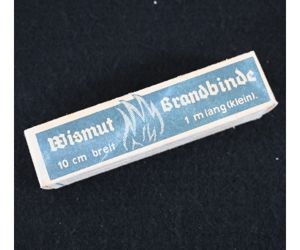 Wismut Brandbinde
10 cm breit 1 m lang (klein).